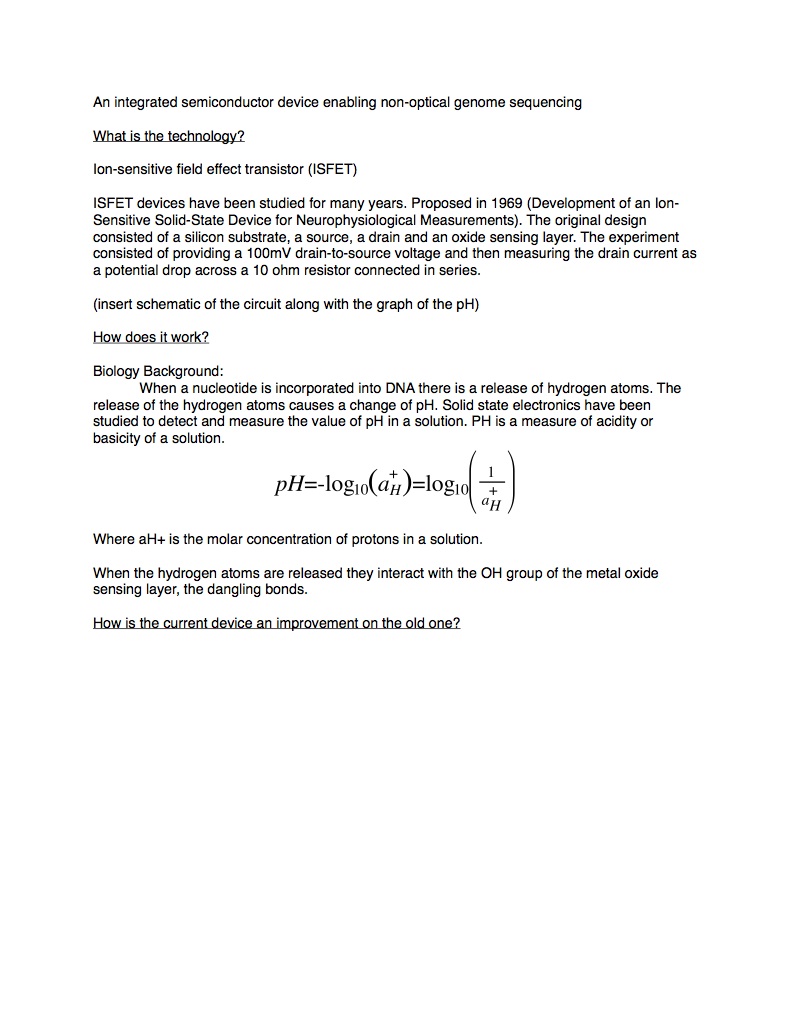 An integrated semiconductor device enabling non-optical genome sequencing
What is the technology?
Ion-sensitive field effect transistor (ISFET)
ISFET devices have been studied for many years. Proposed in 1969 (Development of an Ion-
Sensitive Solid-State Device for Neurophysiological Measurements). The original design
consisted of a silicon substrate, a source, a drain and an oxide sensing layer. The experiment
consisted of providing a 100mV drain-to-source voltage and then measuring the drain current as
a potential drop across a 10 ohm resistor connected in series.
(insert schematic of the circuit along with the graph of the pH)
How does it work?
Biology Background:
When a nucleotide is incorporated into DNA there is a release of hydrogen atoms. The
release of the hydrogen atoms causes a change of pH. Solid state electronics have been
studied to detect and measure the value of pH in a solution. PH is a measure of acidity or
basicity of a solution.
pH=-log₁₀(a_H^+)=log₁₀(1/a_H^+)
Where aH+ is the molar concentration of protons in a solution.
When the hydrogen atoms are released they interact with the OH group of the metal oxide
sensing layer, the dangling bonds.
How is the current device an improvement on the old one?